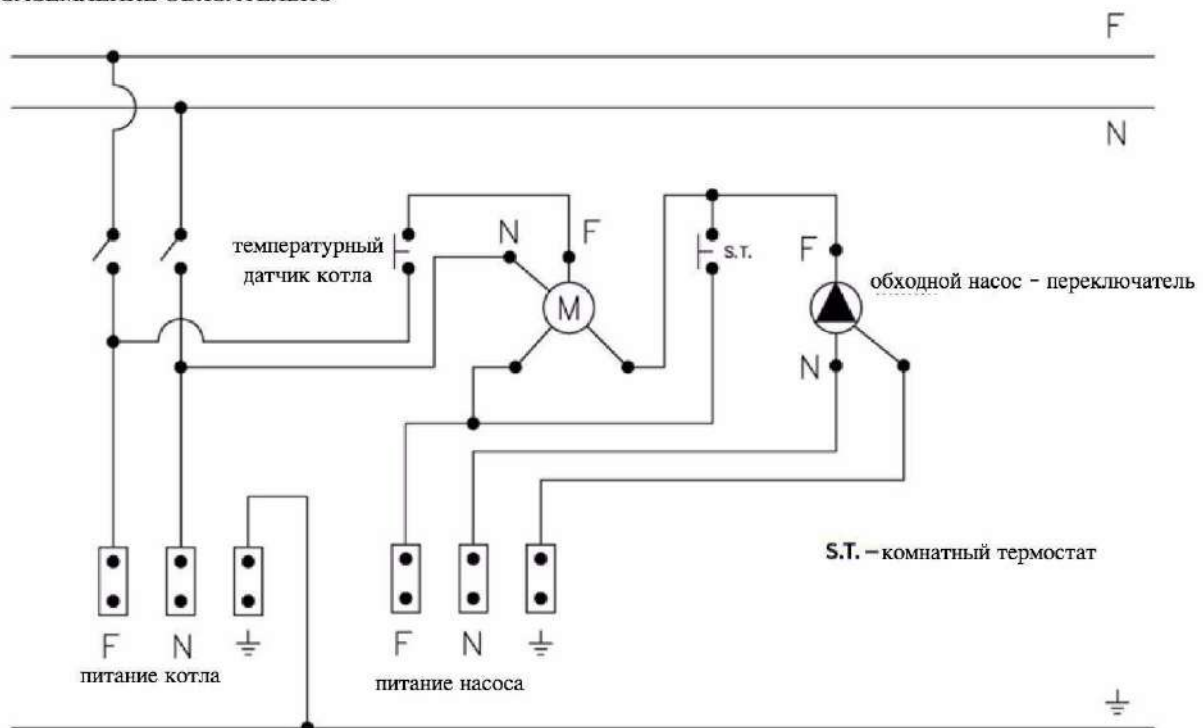 F
N
температурный
датчик котла
N
F
S.T.
F
обходной насос - переключатель
M
N
S.T. – комнатный термостат
F N
F N
питание котла
питание насоса